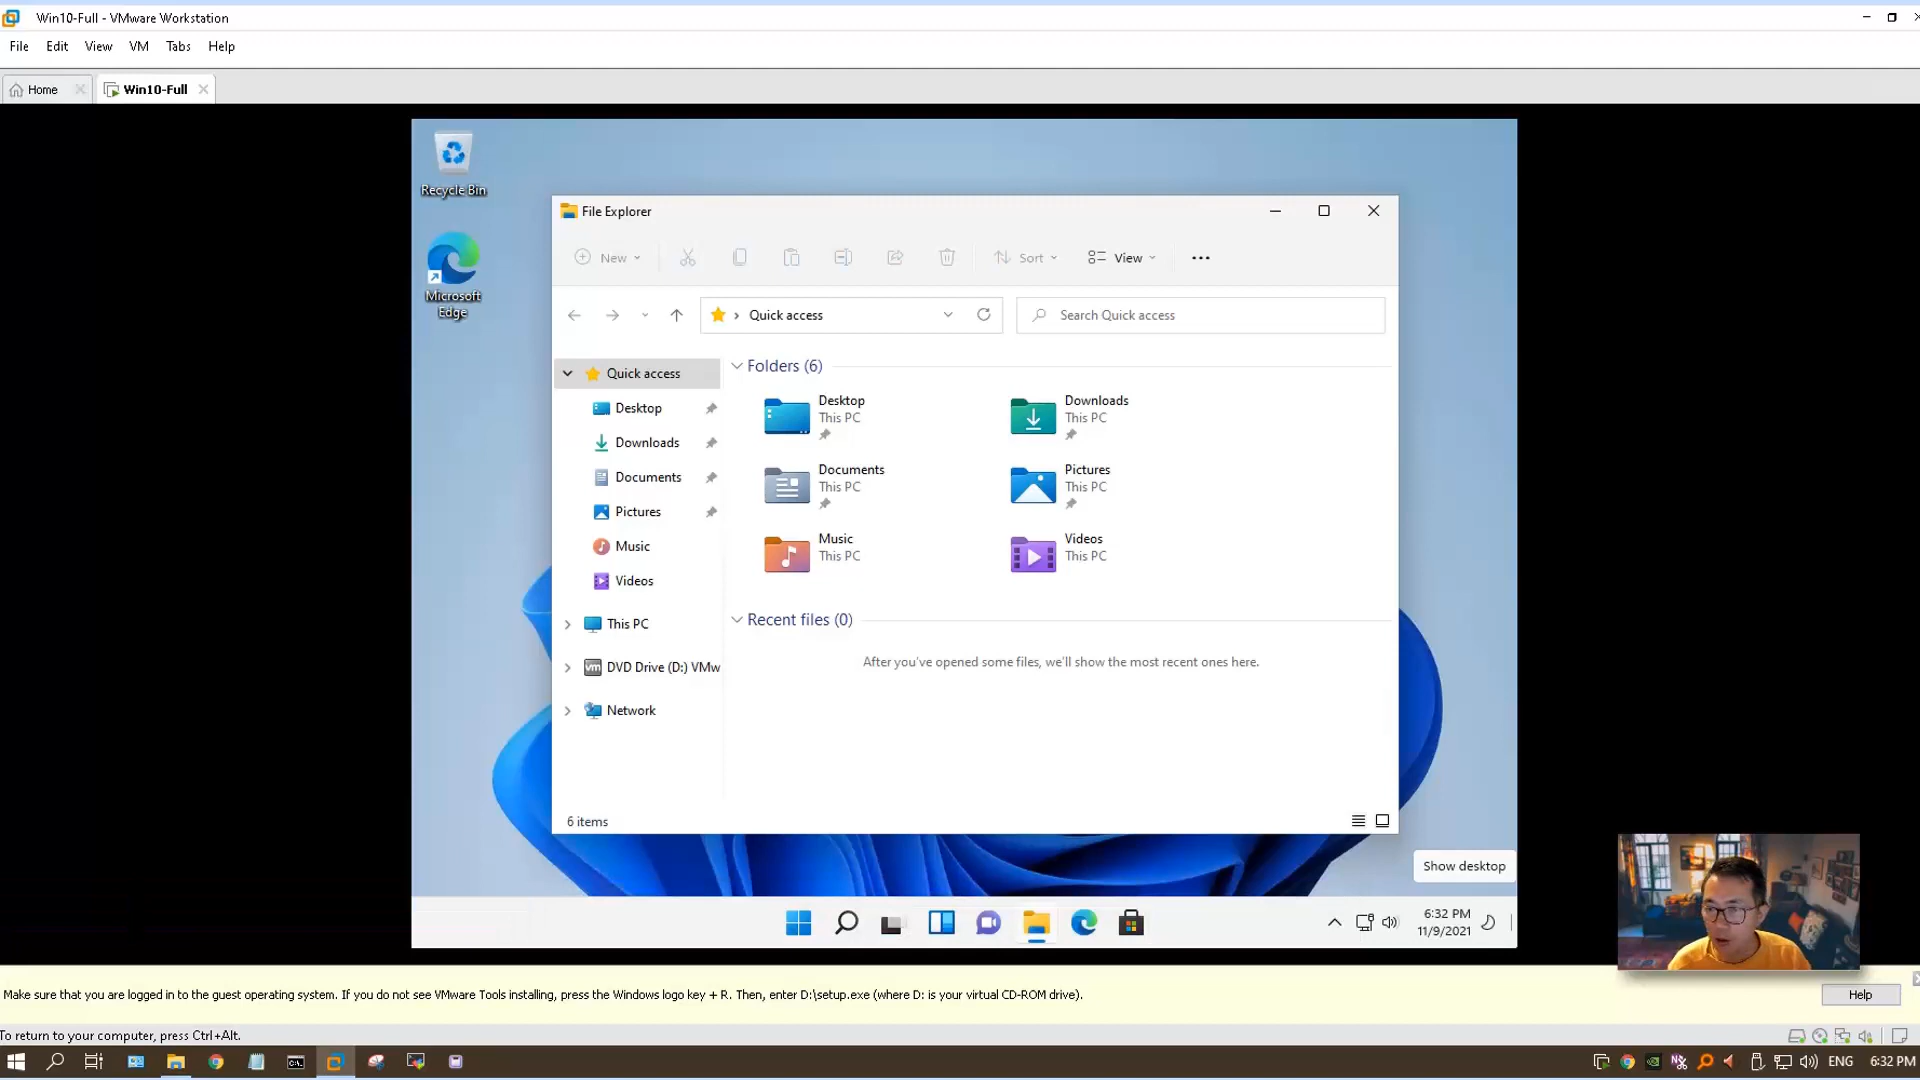 Win10-Full - VMware Workstation
File Edit View VM Tabs Help
Home Win10-Full
Recycle Bin
Microsoft
Edge
File Explorer
New Sort View
Quick access
Search Quick access
Quick access
Desktop
Downloads
Documents
Pictures
Music
Videos
This PC
DVD Drive (D:) VMw
Network
Folders (6)
Desktop
This PC
Downloads
This PC
Documents
This PC
Pictures
This PC
Music
This PC
Videos
This PC
Recent files (0)
After you've opened some files, we'll show the most recent ones here.
6 items
Show desktop
6:32 PM
11/9/2021
Make sure that you are logged in to the guest operating system. If you do not see VMware Tools installing, press the Windows logo key + R. Then, enter D:\setup.exe (where D: is your virtual CD-ROM drive).
Help
To return to your computer, press Ctrl+Alt.
ENG 6:32 PM